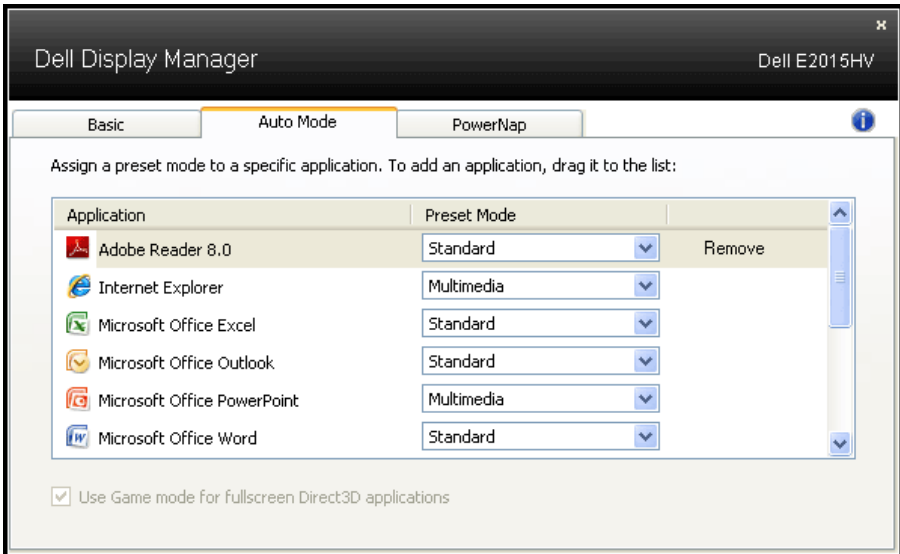 x
Dell Display Manager Dell E2015HV
Basic Auto Mode PowerNap
Assign a preset mode to a specific application. To add an application, drag it to the list:
Application Preset Mode
Adobe Reader 8.0 Standard Remove
Internet Explorer Multimedia
Microsoft Office Excel Standard
Microsoft Office Outlook Standard
Microsoft Office PowerPoint Multimedia
Microsoft Office Word Standard
Use Game mode for fullscreen Direct3D applications